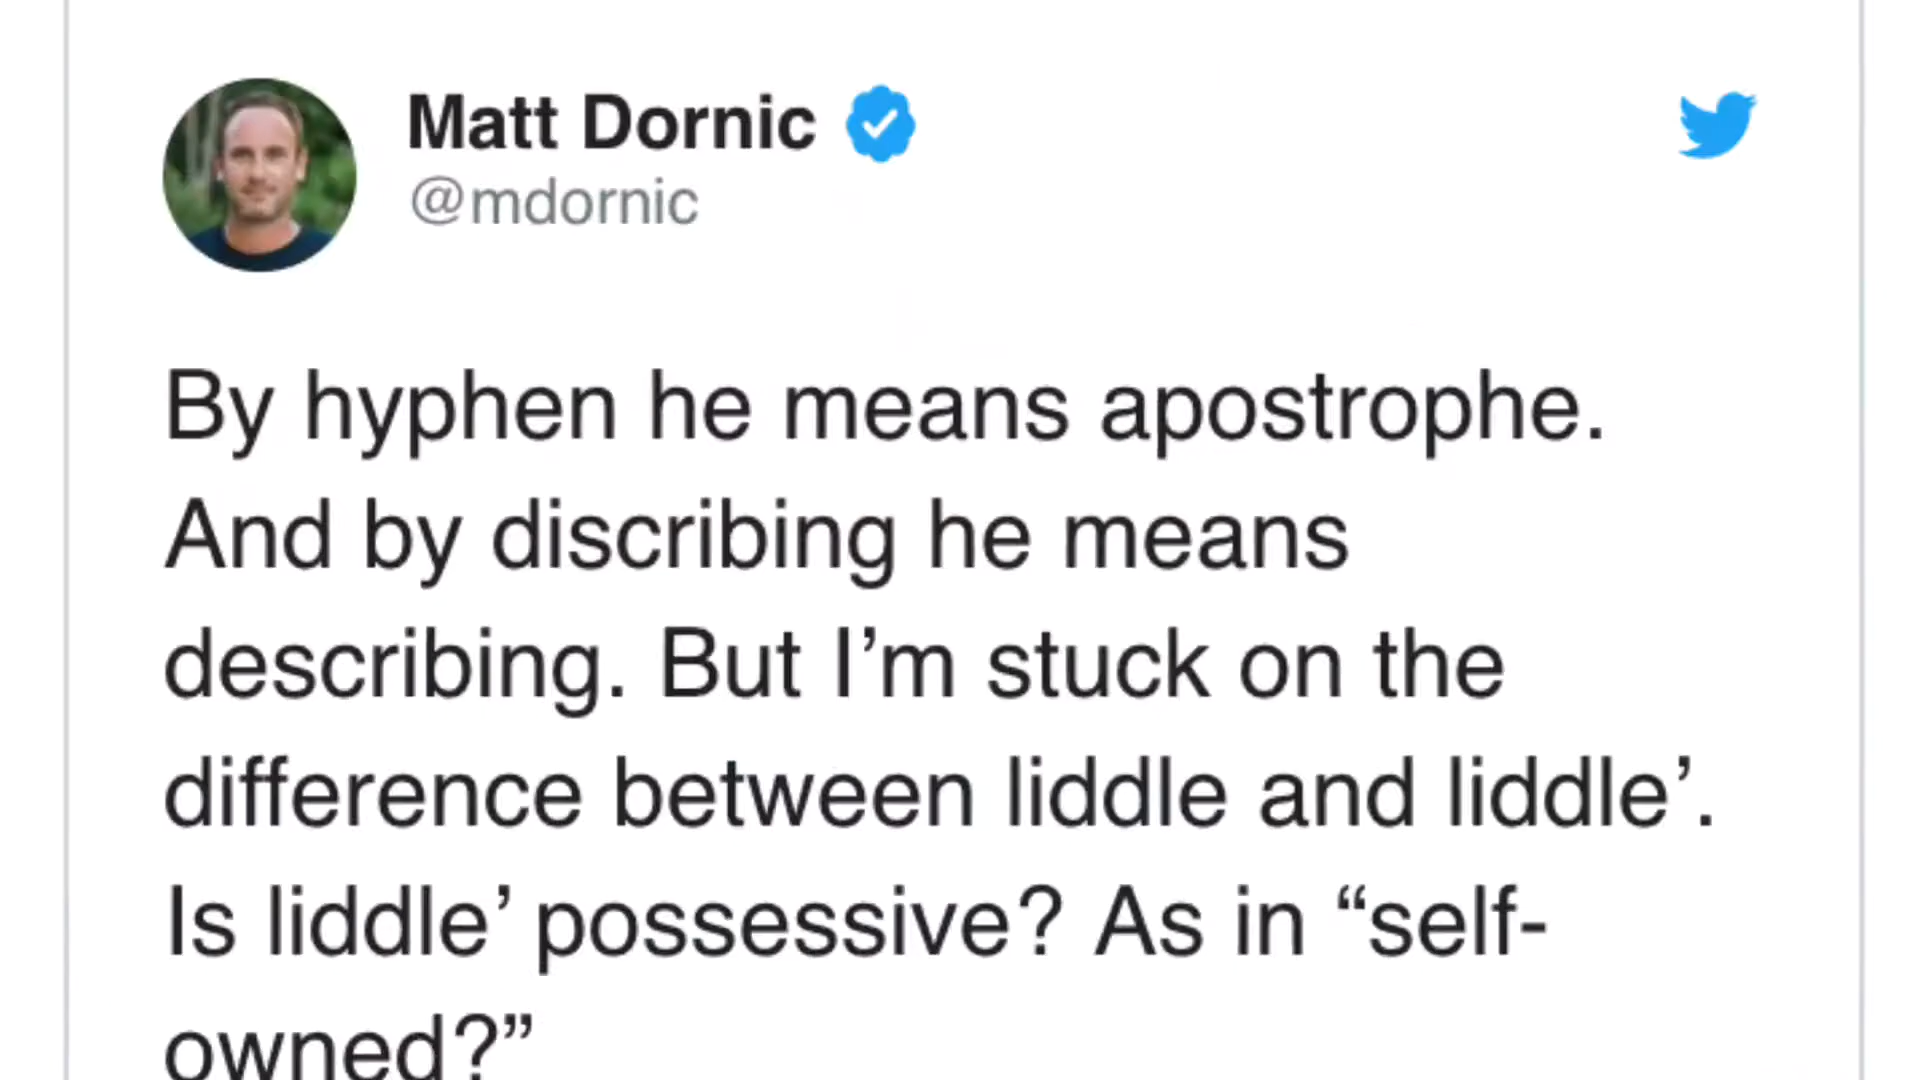 Matt Dornic
@mdornic
By hyphen he means apostrophe.
And by discribing he means
describing. But I’m stuck on the
difference between liddle and liddle’.
Is liddle’ possessive? As in “self-
owned?”